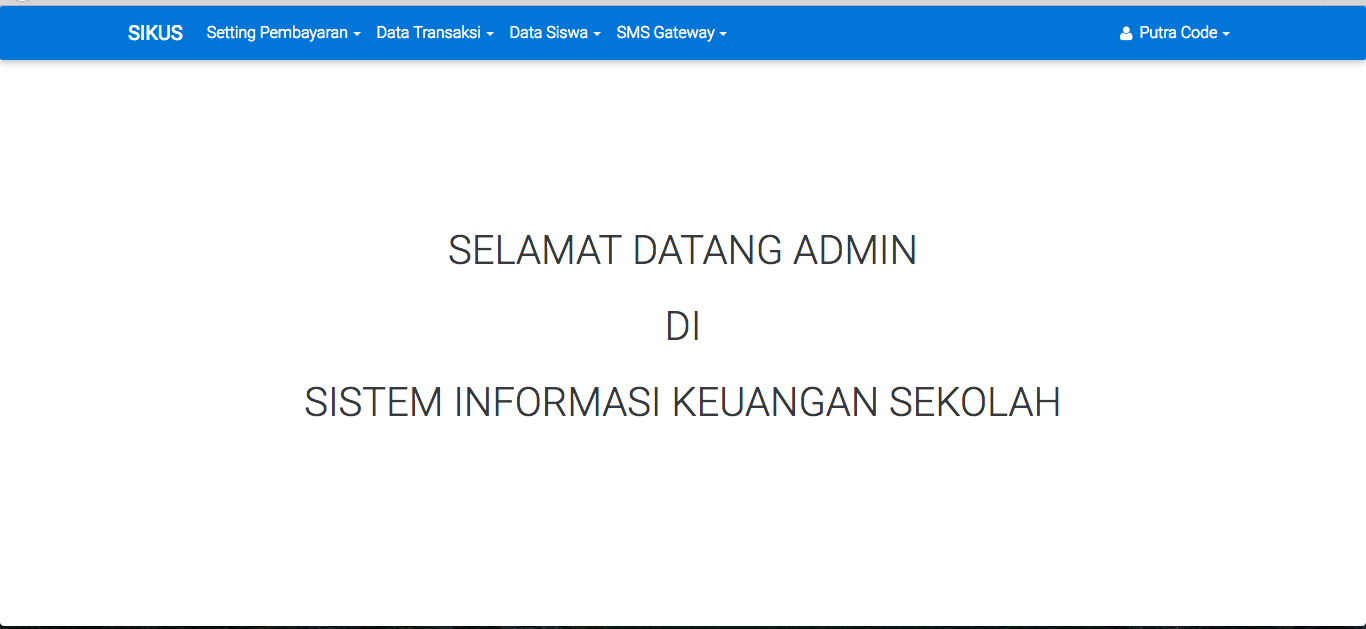 SIKUS Setting Pembayaran Data Transaksi Data Siswa SMS Gateway Putra Code
SELAMAT DATANG ADMIN
DI
SISTEM INFORMASI KEUANGAN SEKOLAH